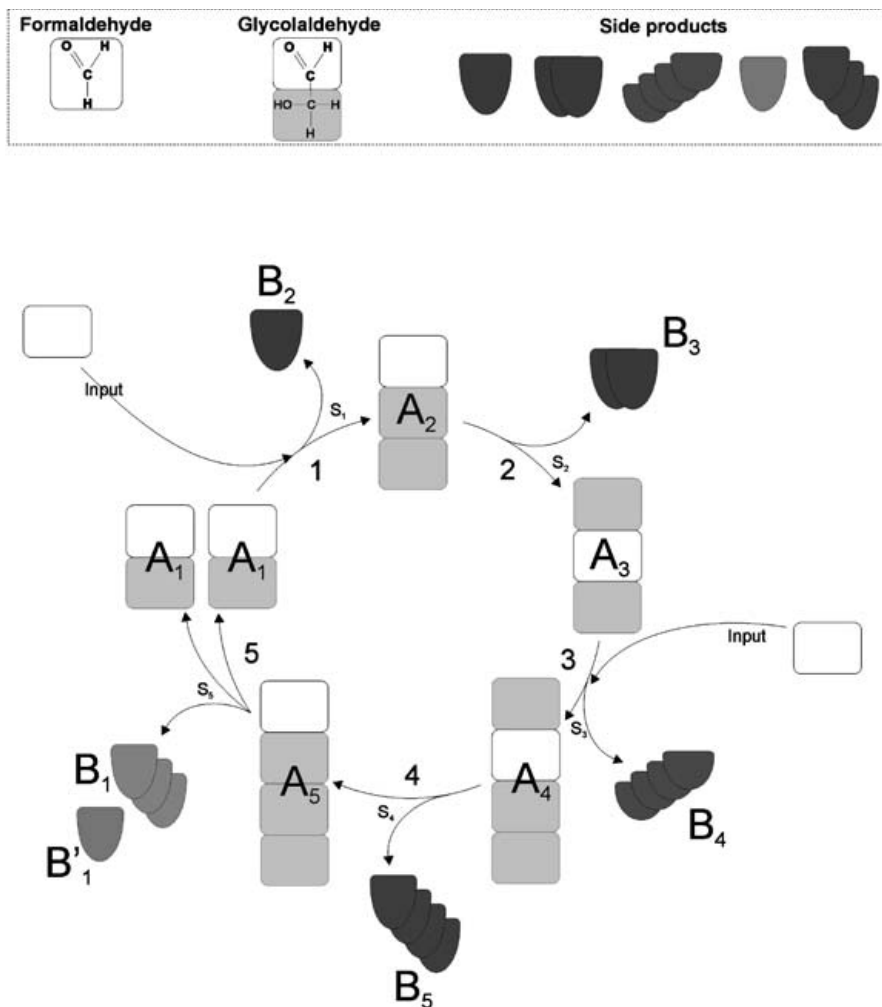 Formaldehyde Glycolaldehyde Side products
O H
C
H
O H
C
HO C H
H
B2
B3
Input
S1
A2
1
2
S2
A1 A1
A3
Input
5
3
S5
S3
B1
A5
4
A4
S4
B4
B'1
B5